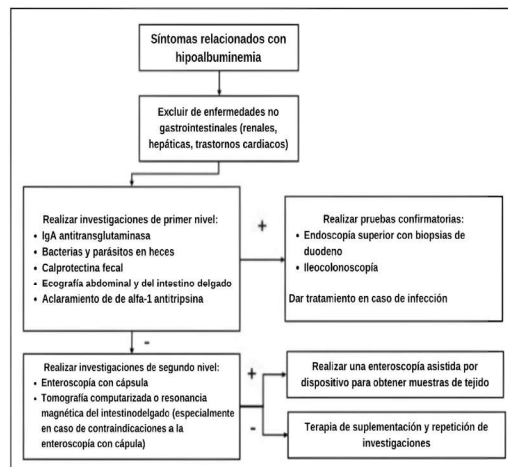 Síntomas relacionados con
hipoalbuminemia
Excluir de enfermedades no
gastrointestinales (renales,
hepáticas, trastornos cardiacos)
Realizar investigaciones de primer nivel:
• IgA antitransglutaminasa
• Bacterias y parásitos en heces
• Calprotectina fecal
• Ecografía abdominal y del intestino delgado
• Aclaramiento de de alfa-1 antitripsina
+
Realizar pruebas confirmatorias:
• Endoscopía superior con biopsias de
duodeno
• Ileocolonoscopía
Dar tratamiento en caso de infección
-
Realizar investigaciones de segundo nivel:
• Enteroscopía con cápsula
• Tomografía computarizada o resonancia
magnética del intestinodelgado (especialmente
en caso de contraindicaciones a la
enteroscopía con cápula)
+
-
Realizar una enteroscopía asistida por
dispositivo para obtener muestras de tejido
Terapia de suplementación y repetición de
investigaciones